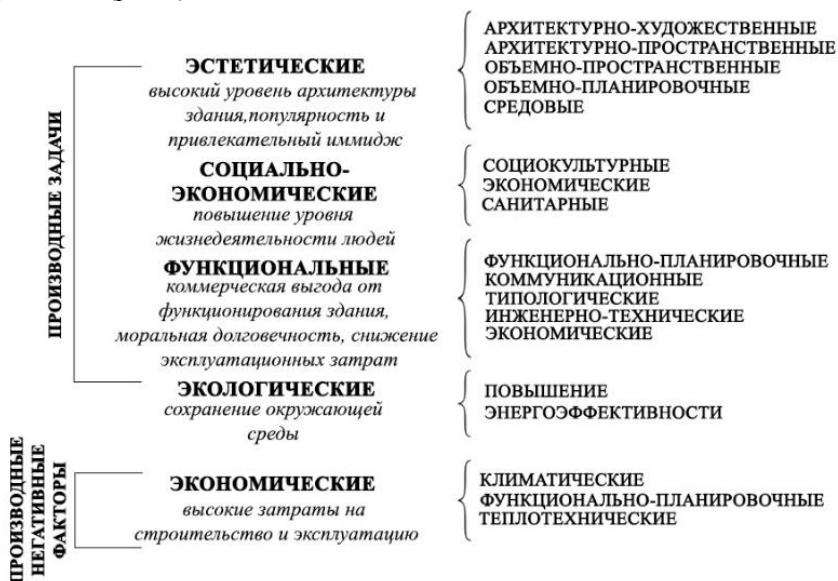 ПРОИЗВОДНЫЕ ЗАДАЧИ
ЭСТЕТИЧЕСКИЕ
высокий уровень архитектуры
здания,популярность и
привлекательный иммидж
АРХИТЕКТУРНО-ХУДОЖЕСТВЕННЫЕ
АРХИТЕКТУРНО-ПРОСТРАНСТВЕННЫЕ
ОБЪЕМНО-ПРОСТРАНСТВЕННЫЕ
ОБЪЕМНО-ПЛАНИРОВОЧНЫЕ
СРЕДОВЫЕ
СОЦИАЛЬНО-
ЭКОНОМИЧЕСКИЕ
повышение уровня
жизнедеятельности людей
СОЦИОКУЛЬТУРНЫЕ
ЭКОНОМИЧЕСКИЕ
САНИТАРНЫЕ
ФУНКЦИОНАЛЬНЫЕ
коммерческая выгода от
функционирования здания,
моральная долговечность, снижение
эксплуатационных затрат
ФУНКЦИОНАЛЬНО-ПЛАНИРОВОЧНЫЕ
КОММУНИКАЦИОННЫЕ
ТИПОЛОГИЧЕСКИЕ
ИНЖЕНЕРНО-ТЕХНИЧЕСКИЕ
ЭКОНОМИЧЕСКИЕ
ЭКОЛОГИЧЕСКИЕ
сохранение окружающей
среды
ПОВЫШЕНИЕ
ЭНЕРГОЭФФЕКТИВНОСТИ
ПРОИЗВОДНЫЕ
НЕГАТИВНЫЕ
ФАКТОРЫ
ЭКОНОМИЧЕСКИЕ
высокие затраты на
строительство и эксплуатацию
КЛИМАТИЧЕСКИЕ
ФУНКЦИОНАЛЬНО-ПЛАНИРОВОЧНЫЕ
ТЕПЛОТЕХНИЧЕСКИЕ